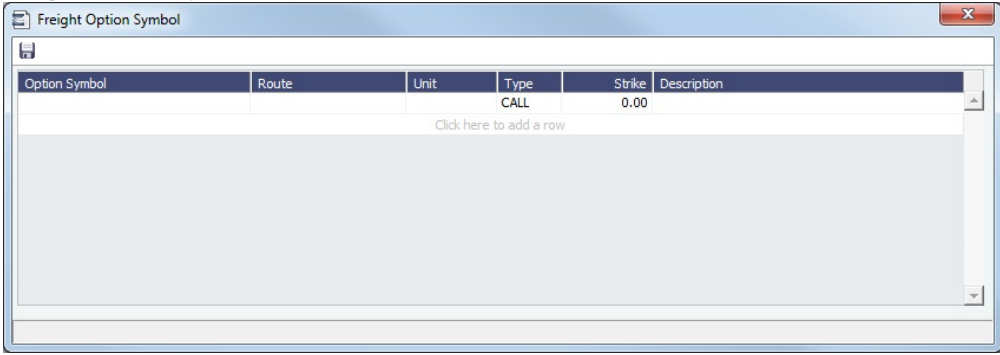 Freight Option Symbol
Option Symbol Route Unit Type Strike Description
CALL 0.00
Click here to add a row